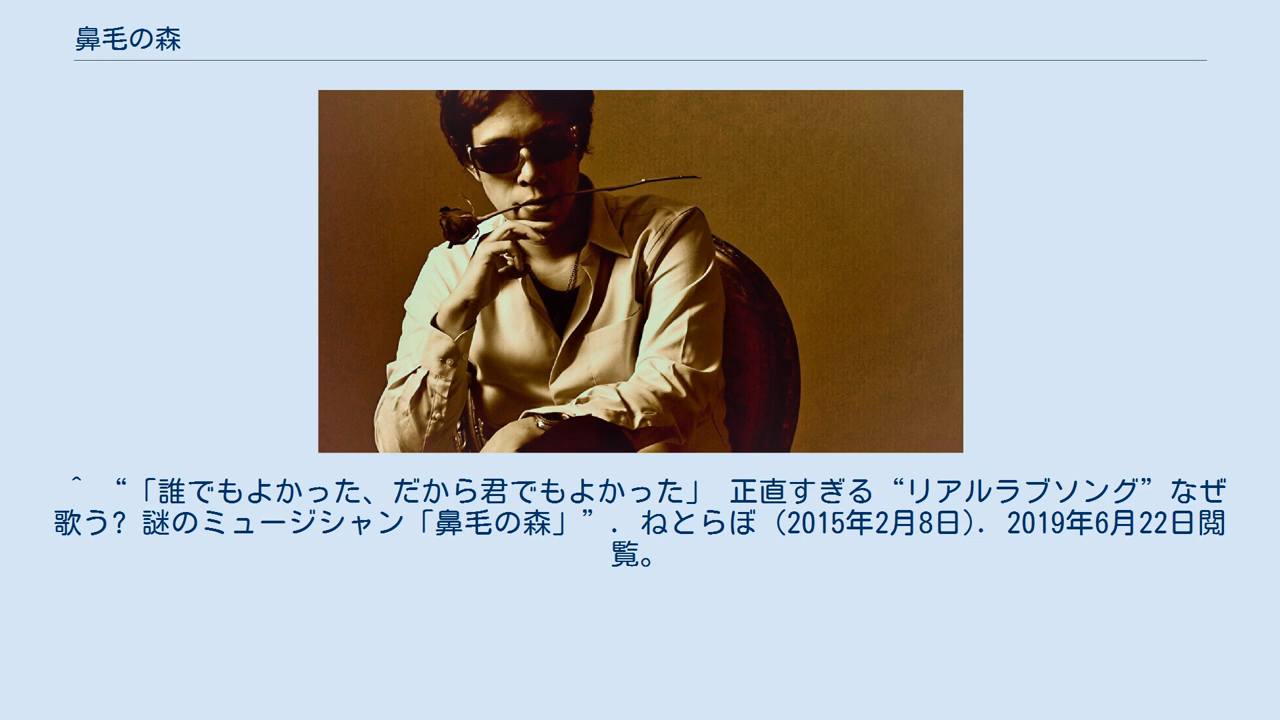 鼻毛の森
^ “「誰でもよかった、だから君でもよかった」 正直すぎる“リアルラブソング”なぜ
歌う? 謎のミュージシャン「鼻毛の森」”. ねとらぼ (2015年2月8日). 2019年6月22日閲
覧。